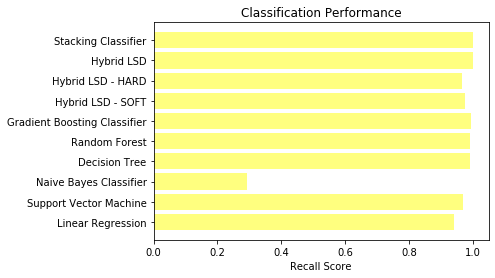 Classification Performance
Stacking Classifier
Hybrid LSD
Hybrid LSD - HARD
Hybrid LSD - SOFT
Gradient Boosting Classifier
Random Forest
Decision Tree
Naive Bayes Classifier
Support Vector Machine
Linear Regression
0.0 0.2 0.4 0.6 0.8 1.0
Recall Score